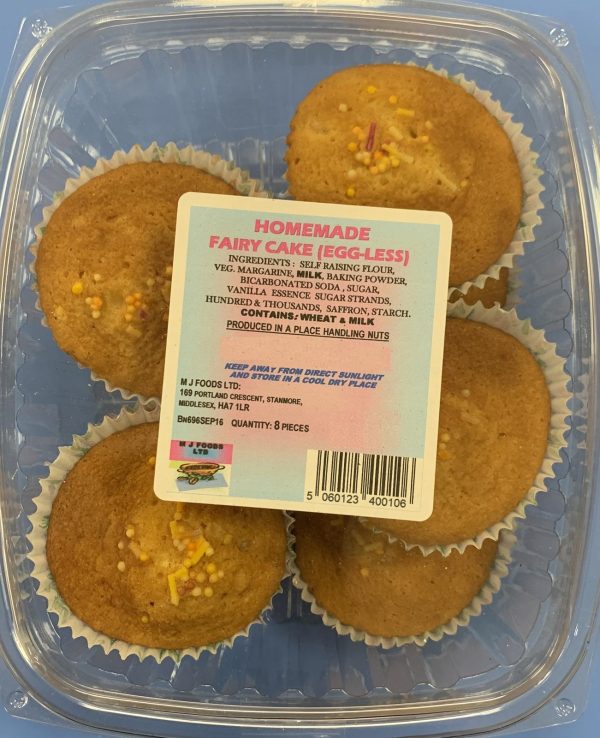 HOMEMADE
FAIRY CAKE (EGG-LESS)
INGREDIENTS : SELF RAISING FLOUR,
VEG. MARGARINE, MILK, BAKING POWDER,
BICARBONATED SODA , SUGAR,
VANILLA ESSENCE SUGAR STRANDS,
HUNDRED & THOUSANDS, SAFFRON, STARCH.
CONTAINS: WHEAT & MILK
PRODUCED IN A PLACE HANDLING NUTS
KEEP AWAY FROM DIRECT SUNLIGHT
AND STORE IN A COOL DRY PLACE
M J FOODS LTD:
169 PORTLAND CRESCENT, STANMORE,
MIDDLESEX, HA7 1LR
BN696SEP16 QUANTITY: 8 PIECES
M J FOODS
LTD
5 060123 400106